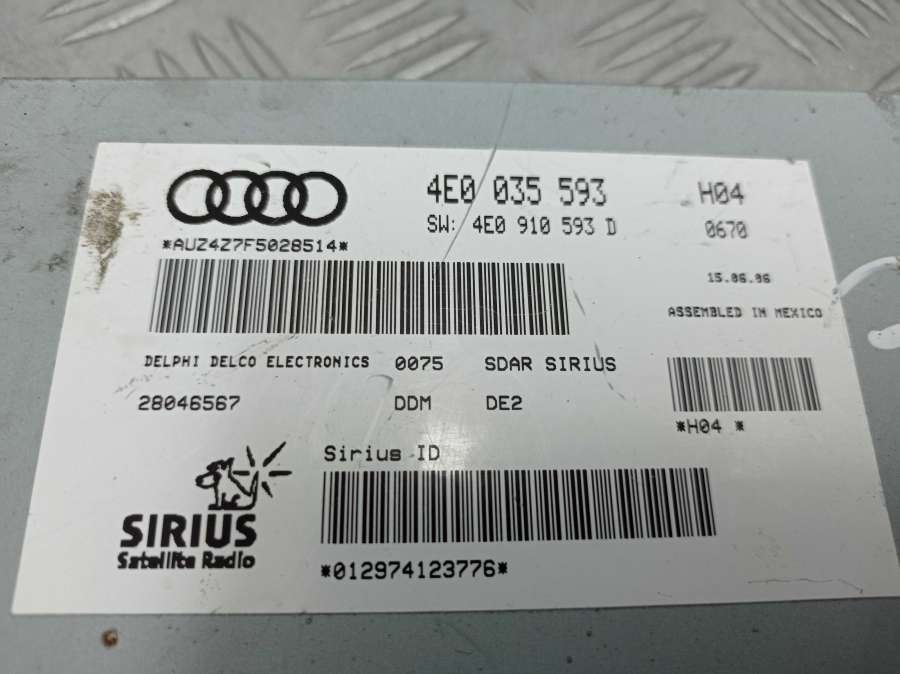 4E0 035 593
H04
SW: 4E0 910 593 D
0670
*AUZ4Z7F5028514*
15.06.06
ASSEMBLED IN MEXICO
DELPHI DELCO ELECTRONICS 0075 SDAR SIRIUS
28046567 DDM DE2
*H04 *
Sirius ID
SIRIUS
Satellite Radio
*012974123776*